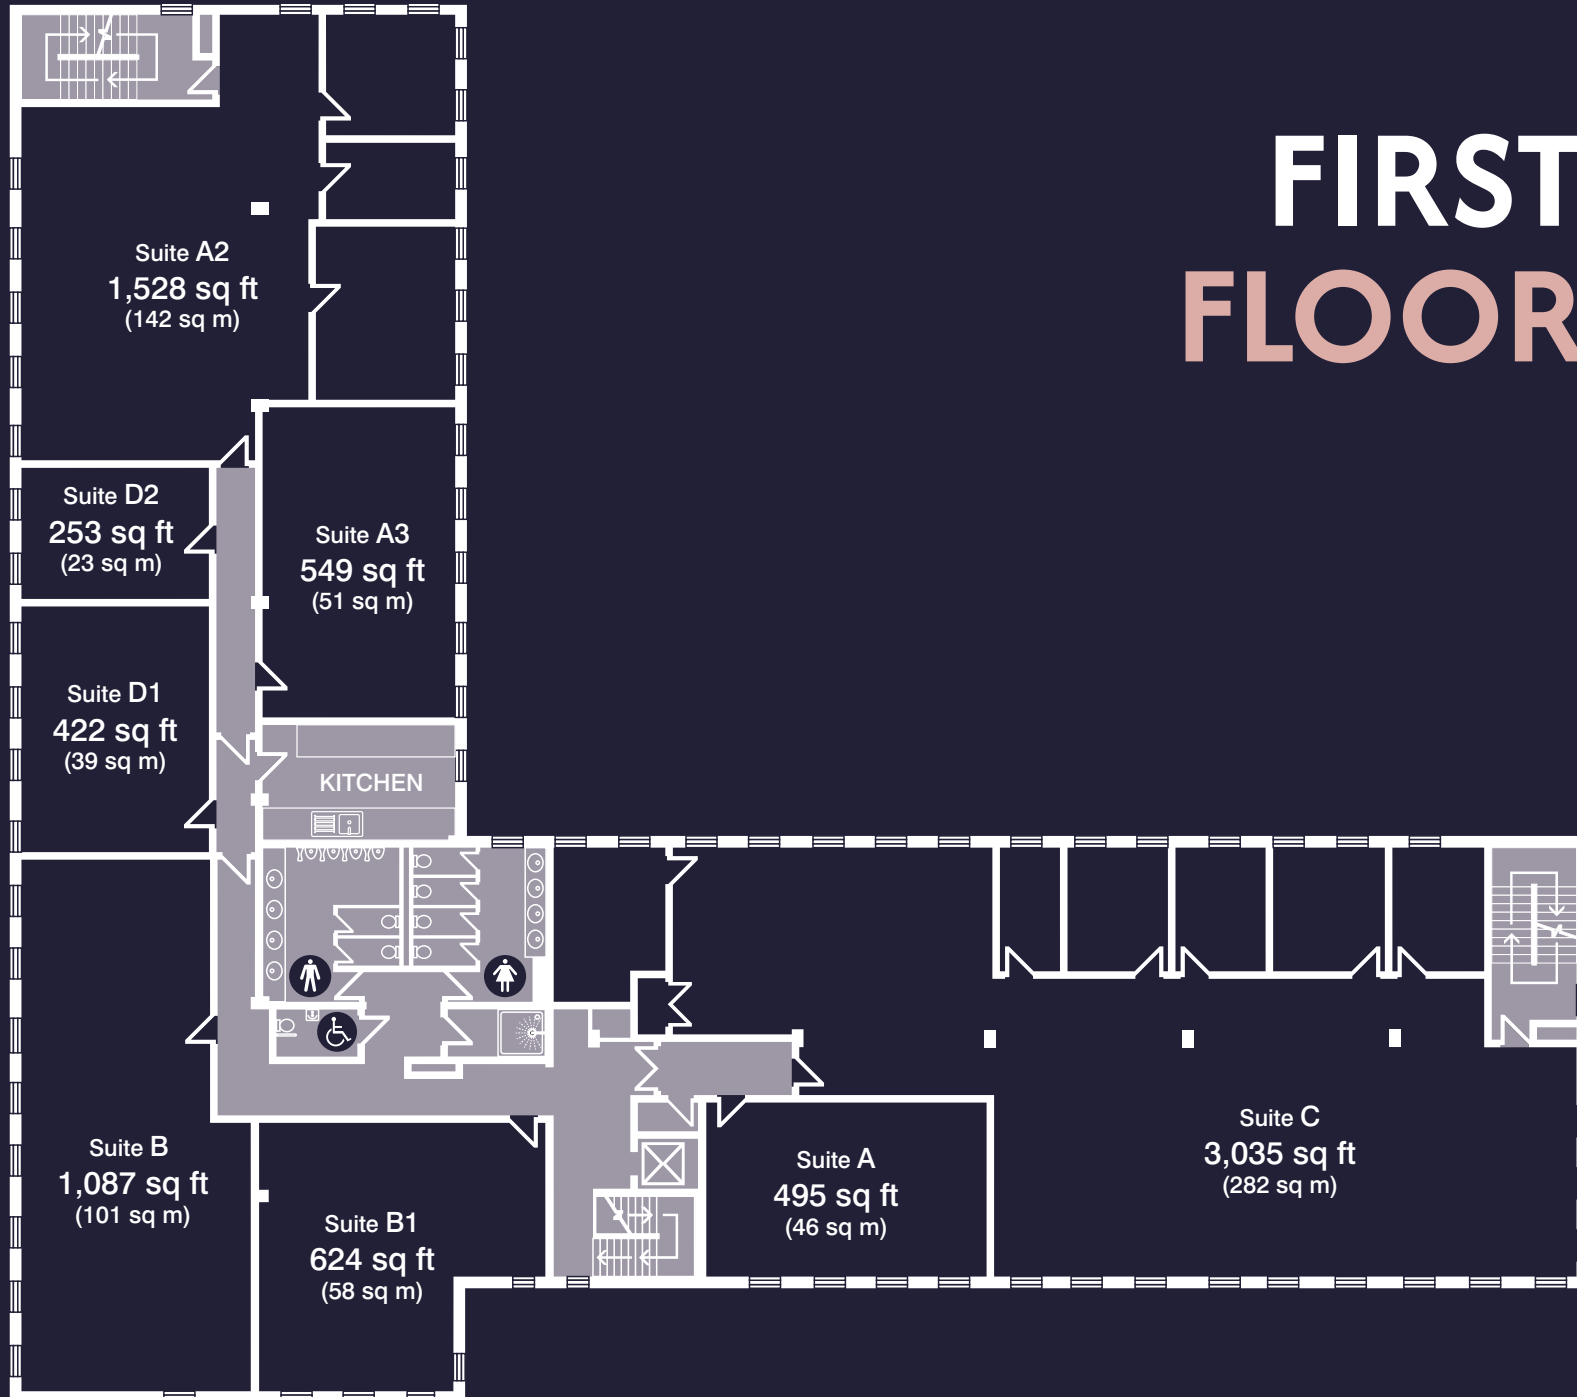 FIRST
FLOOR
Suite A2
1,528 sq ft
(142 sq m)
Suite D2
253 sq ft
(23 sq m)
Suite A3
549 sq ft
(51 sq m)
Suite D1
422 sq ft
(39 sq m)
KITCHEN
Suite B
1,087 sq ft
(101 sq m)
Suite B1
624 sq ft
(58 sq m)
Suite A
495 sq ft
(46 sq m)
Suite C
3,035 sq ft
(282 sq m)